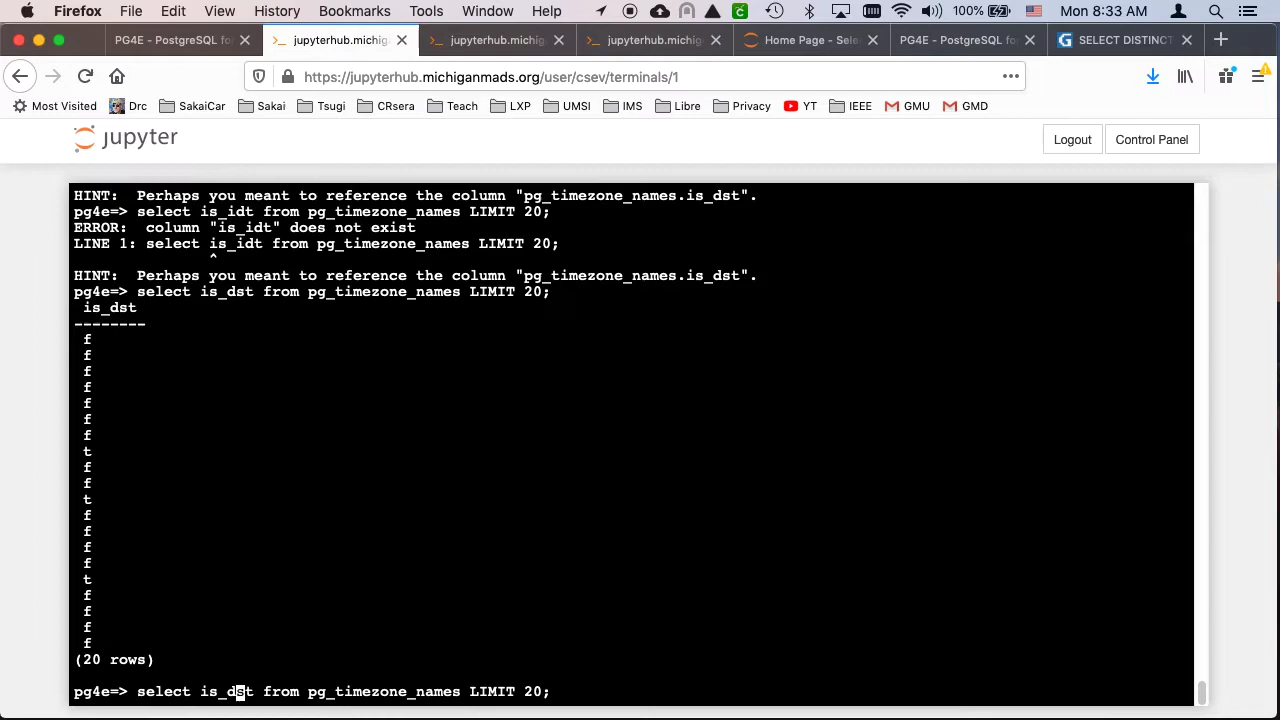 Firefox File Edit View History Bookmarks Tools Window Help 100% Mon 8:33 AM
PG4E - PostgreSQL for
jupyterhub.michig
jupyterhub.michig
jupyterhub.michig
Home Page - Sele
PG4E - PostgreSQL for
SELECT DISTINCT
https://jupyterhub.michiganmads.org/user/csev/terminals/1
Most Visited Drc SakaiCar Sakai Tsugi CRsera Teach LXP UMSI IMS Libre Privacy YT IEEE GMU GMD
jupyter
Logout Control Panel
HINT:  Perhaps you meant to reference the column "pg_timezone_names.is_dst".
pg4e=> select is_idt from pg_timezone_names LIMIT 20;
ERROR:  column "is_idt" does not exist
LINE 1: select is_idt from pg_timezone_names LIMIT 20;
^
HINT:  Perhaps you meant to reference the column "pg_timezone_names.is_dst".
pg4e=> select is_dst from pg_timezone_names LIMIT 20;
is_dst
--------
f
f
f
f
f
f
f
t
f
f
t
f
f
f
f
t
f
f
f
f
(20 rows)
pg4e=> select is_dst from pg_timezone_names LIMIT 20;